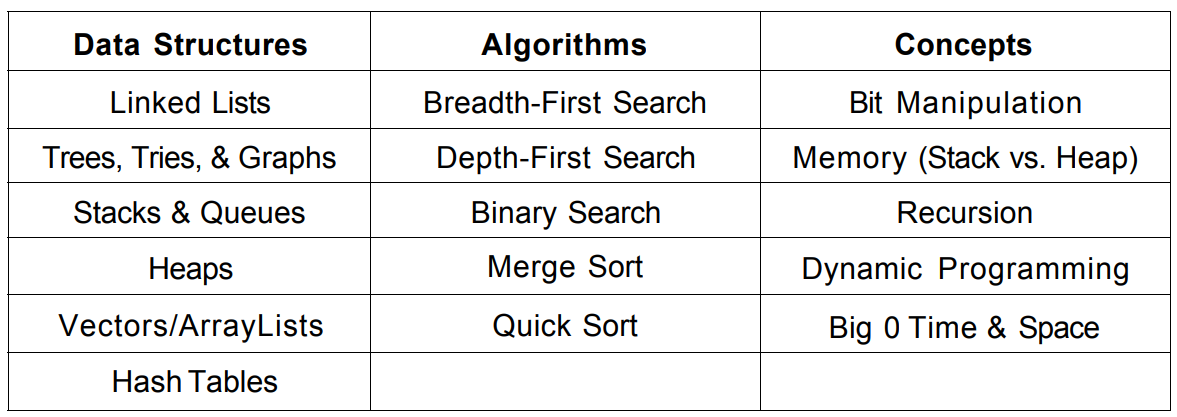 Data Structures Algorithms Concepts
Linked Lists Breadth-First Search Bit Manipulation
Trees, Tries, & Graphs Depth-First Search Memory (Stack vs. Heap)
Stacks & Queues Binary Search Recursion
Heaps Merge Sort Dynamic Programming
Vectors/ArrayLists Quick Sort Big 0 Time & Space
Hash Tables